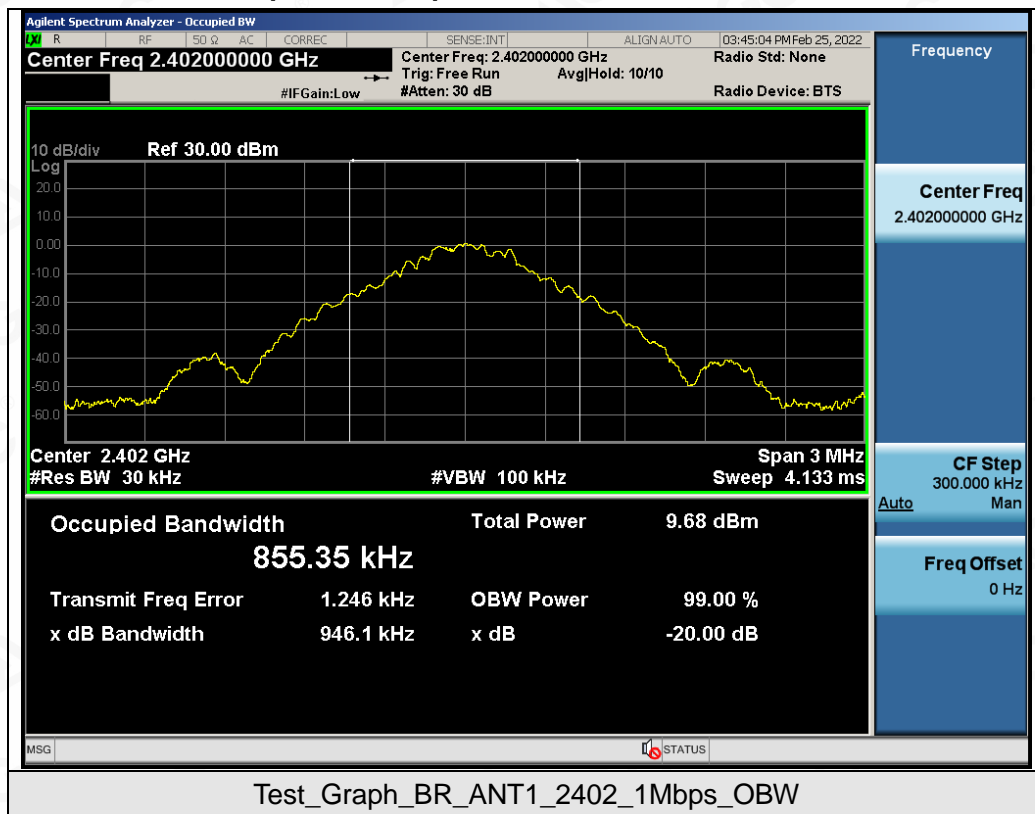 Agilent Spectrum Analyzer - Occupied BW
LXI R RF 50 Ω AC CORREC SENSE:INT ALIGN AUTO 03:45:04 PM Feb 25, 2022
Center Freq 2.402000000 GHz Center Freq: 2.402000000 GHz Radio Std: None
Trig: Free Run Avg|Hold: 10/10
#IFGain:Low #Atten: 30 dB Radio Device: BTS
Frequency
10 dB/div Ref 30.00 dBm
Log
20.0
10.0
0.00
-10.0
-20.0
-30.0
-40.0
-50.0
-60.0
Center 2.402 GHz Span 3 MHz
#Res BW 30 kHz #VBW 100 kHz Sweep 4.133 ms
Occupied Bandwidth Total Power 9.68 dBm
855.35 kHz
Transmit Freq Error 1.246 kHz OBW Power 99.00 %
x dB Bandwidth 946.1 kHz x dB -20.00 dB
Center Freq
2.402000000 GHz
CF Step
300.000 kHz
Auto Man
Freq Offset
0 Hz
MSG STATUS
Test_Graph_BR_ANT1_2402_1Mbps_OBW